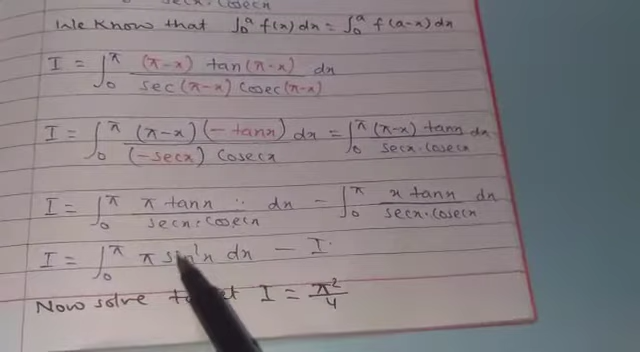 secx cosecx
We know that ∫₀ᵃ f(x) dx = ∫₀ᵃ f(a-x) dx
I = ∫₀^π (π-x) tan(π-x) / sec(π-x) cosec(π-x) dx
I = ∫₀^π (π-x)(-tanx) / (-secx) cosecx dx = ∫₀^π (π-x) tanx / secx·cosecx dx
I = ∫₀^π π tanx / secx·cosecx dx - ∫₀^π x tanx / secx·cosecx dx
I = ∫₀^π π dx - I
Now solve I = π²/4